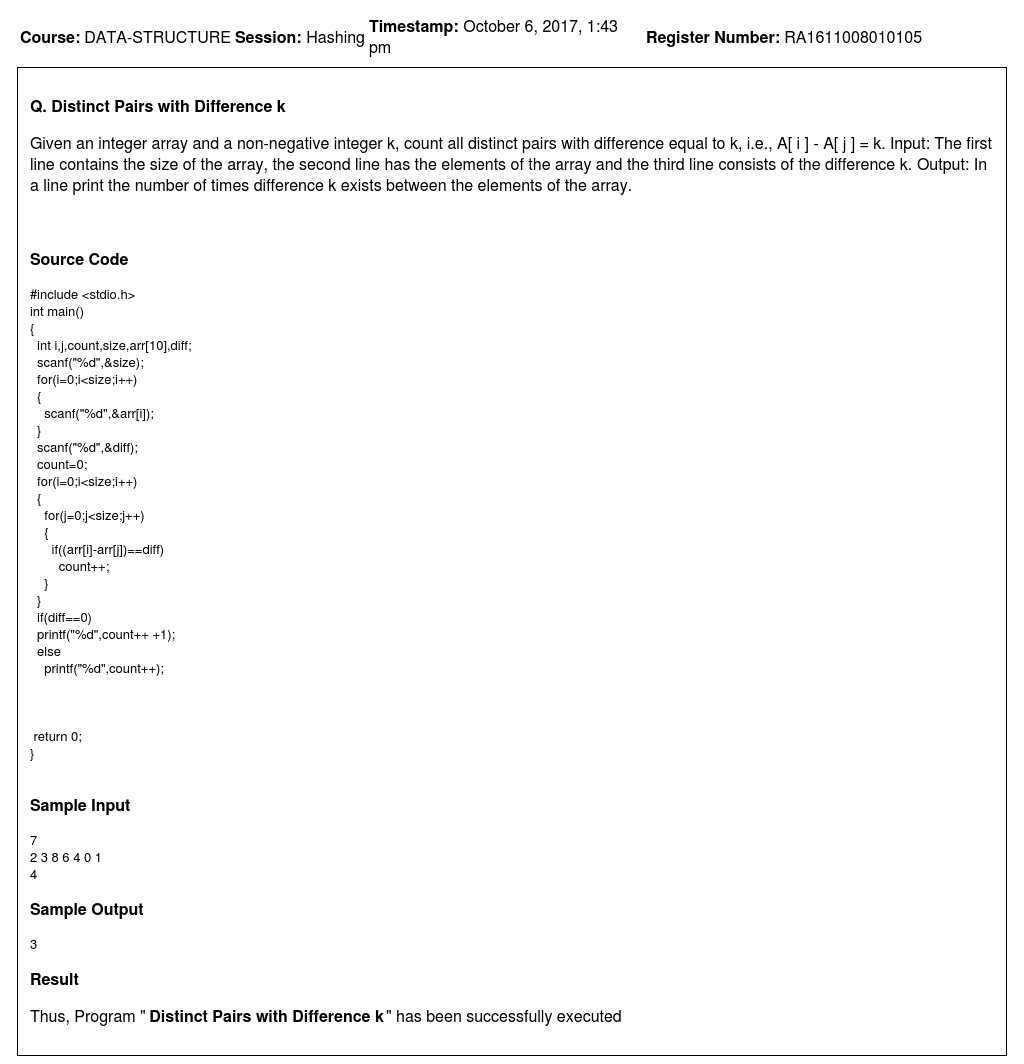 Course: DATA-STRUCTURE Session: Hashing Timestamp: October 6, 2017, 1:43 pm Register Number: RA1611008010105
Q. Distinct Pairs with Difference k
Given an integer array and a non-negative integer k, count all distinct pairs with difference equal to k, i.e., A[ i ] - A[ j ] = k. Input: The first
line contains the size of the array, the second line has the elements of the array and the third line consists of the difference k. Output: In
a line print the number of times difference k exists between the elements of the array.
Source Code
#include <stdio.h>
int main()
{
  int i,j,count,size,arr[10],diff;
  scanf("%d",&size);
  for(i=0;i<size;i++)
  {
    scanf("%d",&arr[i]);
  }
  scanf("%d",&diff);
  count=0;
  for(i=0;i<size;i++)
  {
    for(j=0;j<size;j++)
    {
      if((arr[i]-arr[j])==diff)
        count++;
    }
  }
  if(diff==0)
  printf("%d",count++ +1);
  else
    printf("%d",count++);
 return 0;
}
Sample Input
7
2 3 8 6 4 0 1
4
Sample Output
3
Result
Thus, Program " Distinct Pairs with Difference k" has been successfully executed